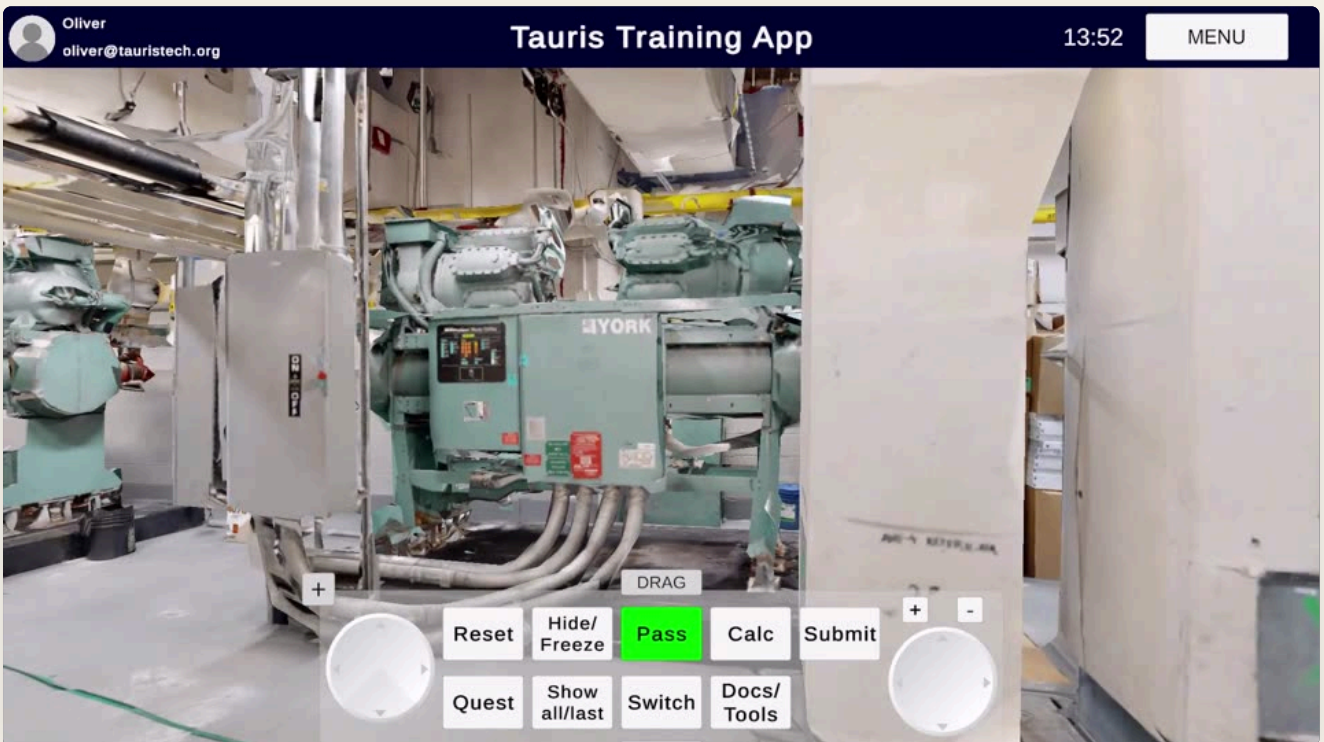 Oliver
oliver@tauristech.org
Tauris Training App
13:52
MENU
YORK
ON
OFF
DRAG
+
+
-
Reset
Hide/
Freeze
Pass
Calc
Submit
Quest
Show
all/last
Switch
Docs/
Tools